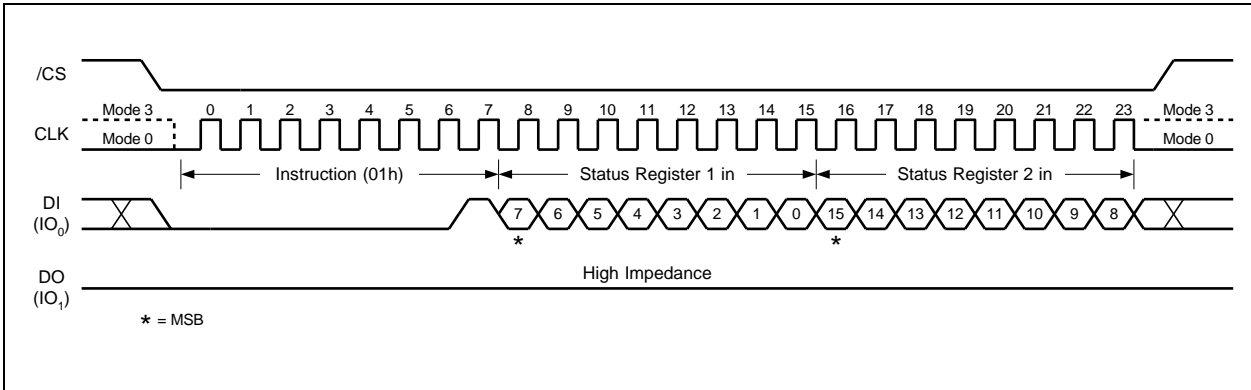 /CS
Mode 3 0 1 2 3 4 5 6 7 8 9 10 11 12 13 14 15 16 17 18 19 20 21 22 23 Mode 3
CLK
Mode 0 Mode 0
Instruction (01h) Status Register 1 in Status Register 2 in
DI
(IO0) 7 6 5 4 3 2 1 0 15 14 13 12 11 10 9 8
* *
High Impedance
DO
(IO1)
* = MSB